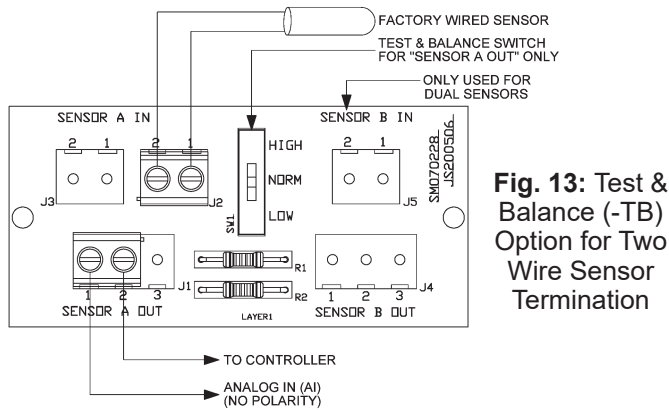 FACTORY WIRED SENSOR
TEST & BALANCE SWITCH
FOR "SENSOR A OUT" ONLY
ONLY USED FOR
DUAL SENSORS
SENSOR A IN
SENSOR B IN
2 1
2 1
2 1
J3
J2
J5
HIGH
NORM
LOW
SW1
SM070228
JS200506
R1
R2
J1
J4
1 2 3
1 2 3
SENSOR A OUT
LAYER1
SENSOR B OUT
TO CONTROLLER
ANALOG IN (AI)
(NO POLARITY)
Fig. 13: Test &
Balance (-TB)
Option for Two
Wire Sensor
Termination